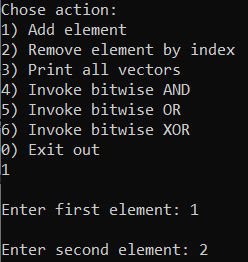 Chose action:
1) Add element
2) Remove element by index
3) Print all vectors
4) Invoke bitwise AND
5) Invoke bitwise OR
6) Invoke bitwise XOR
0) Exit out
1
Enter first element: 1
Enter second element: 2